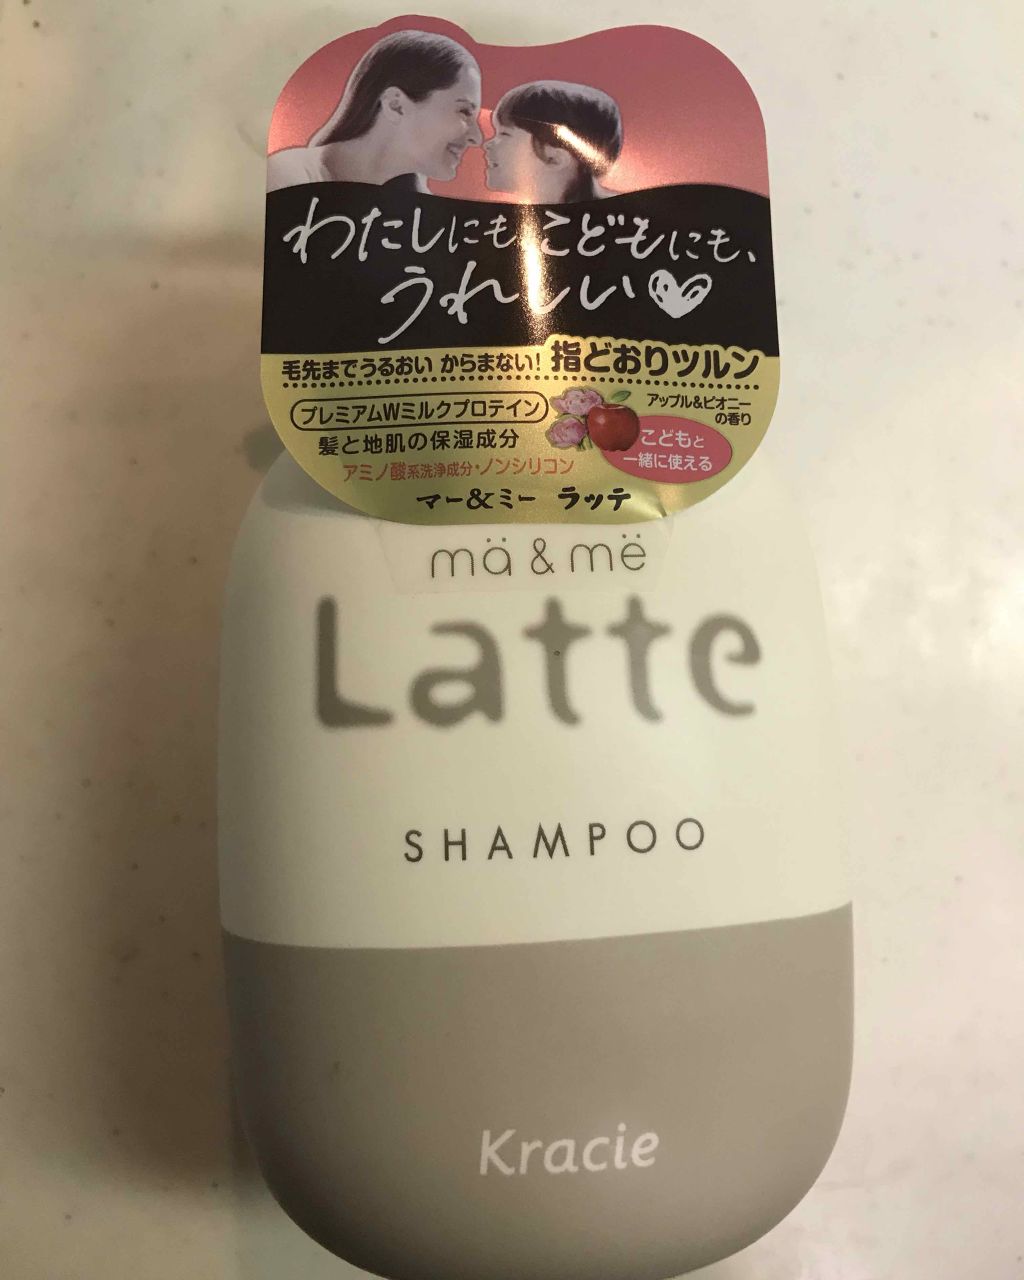 わたしにも、こどもにも、
うれしい
毛先までうるおい からまない! 指どおりツルン
プレミアムWミルクプロテイン
髪と地肌の保湿成分
アミノ酸系洗浄成分・ノンシリコン
アップル&ピオニー
の香り
こどもと
一緒に使える
マー&ミー ラッテ
mä & më
Latte
SHAMPOO
Kracie